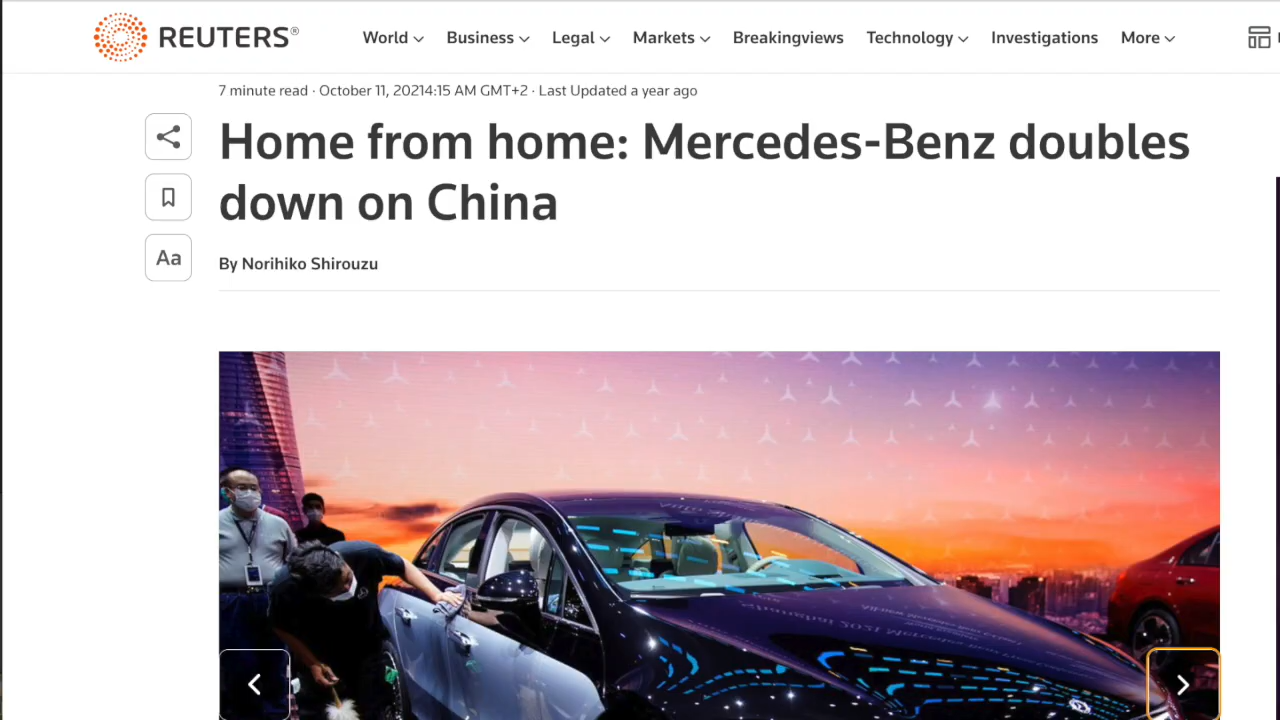 REUTERS®
World Business Legal Markets Breakingviews Technology Investigations More
7 minute read · October 11, 20214:15 AM GMT+2 · Last Updated a year ago
Home from home: Mercedes-Benz doubles
down on China
Aa
By Norihiko Shirouzu